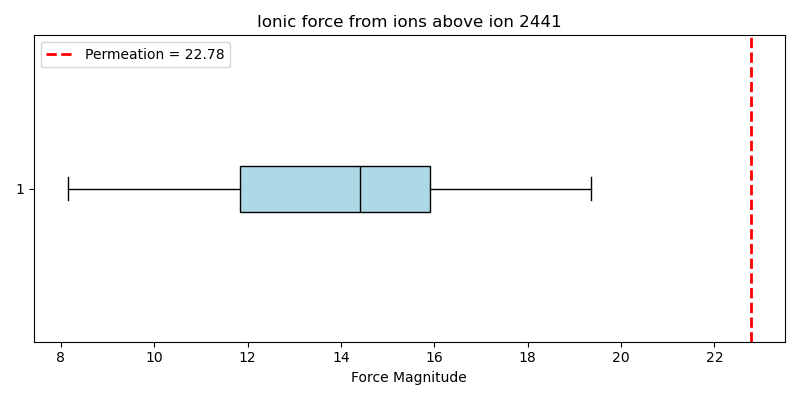 Ionic force from ions above ion 2441
Permeation = 22.78
1
8 10 12 14 16 18 20 22
Force Magnitude